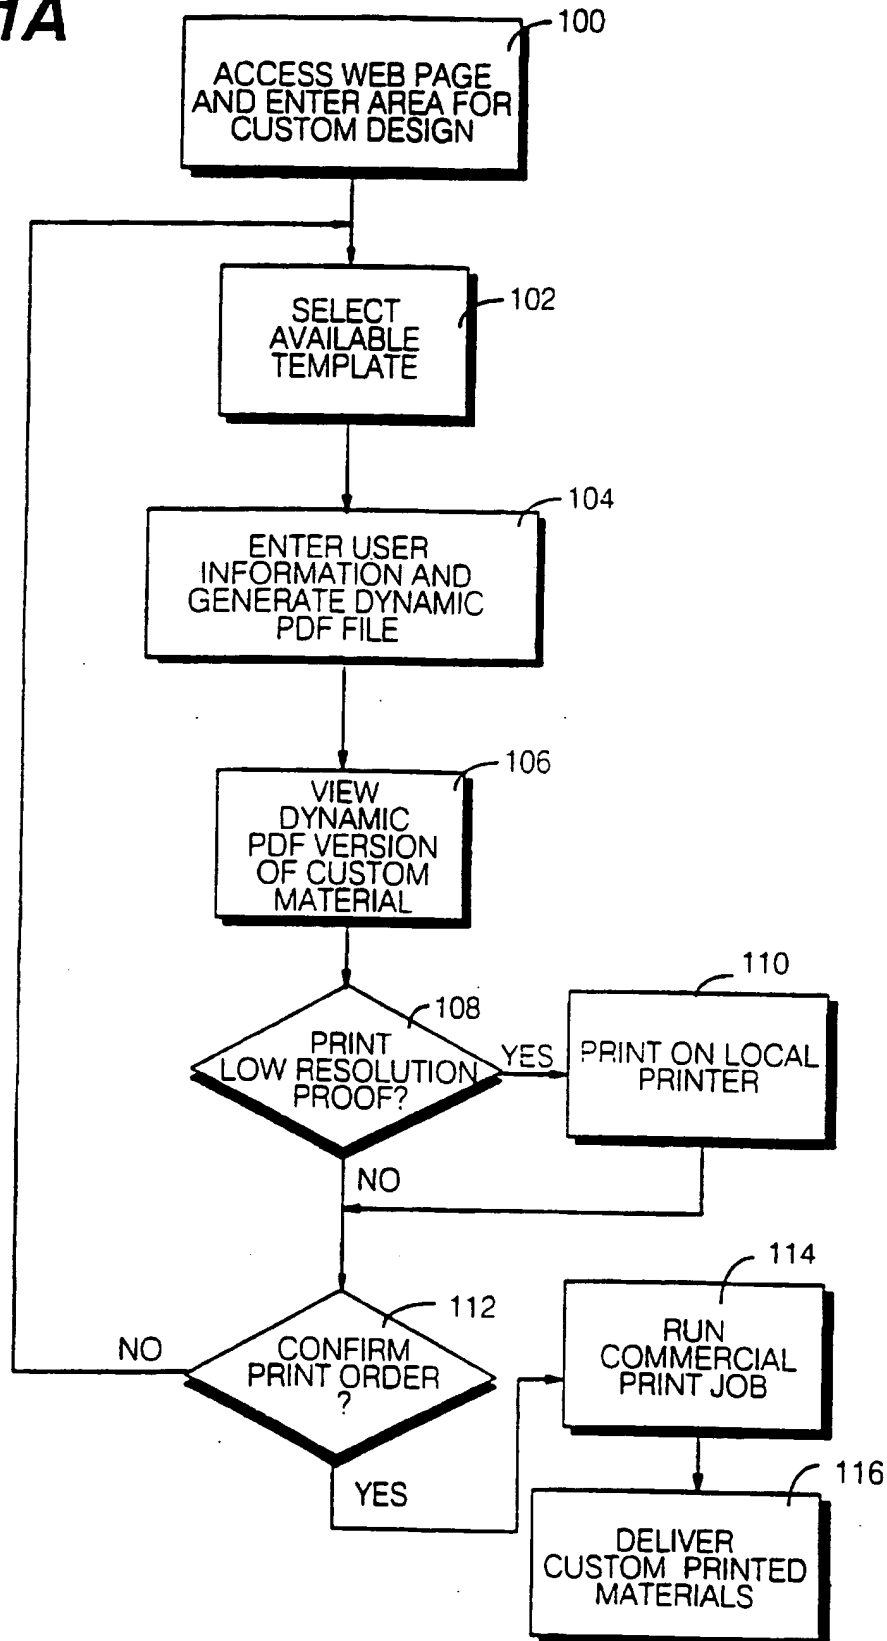 1A
100
ACCESS WEB PAGE
AND ENTER AREA FOR
CUSTOM DESIGN
102
SELECT
AVAILABLE
TEMPLATE
104
ENTER USER
INFORMATION AND
GENERATE DYNAMIC
PDF FILE
106
VIEW
DYNAMIC
PDF VERSION
OF CUSTOM
MATERIAL
108
PRINT
LOW RESOLUTION
PROOF?
YES
110
PRINT ON LOCAL
PRINTER
NO
112
CONFIRM
PRINT ORDER
?
NO
YES
114
RUN
COMMERCIAL
PRINT JOB
116
DELIVER
CUSTOM PRINTED
MATERIALS